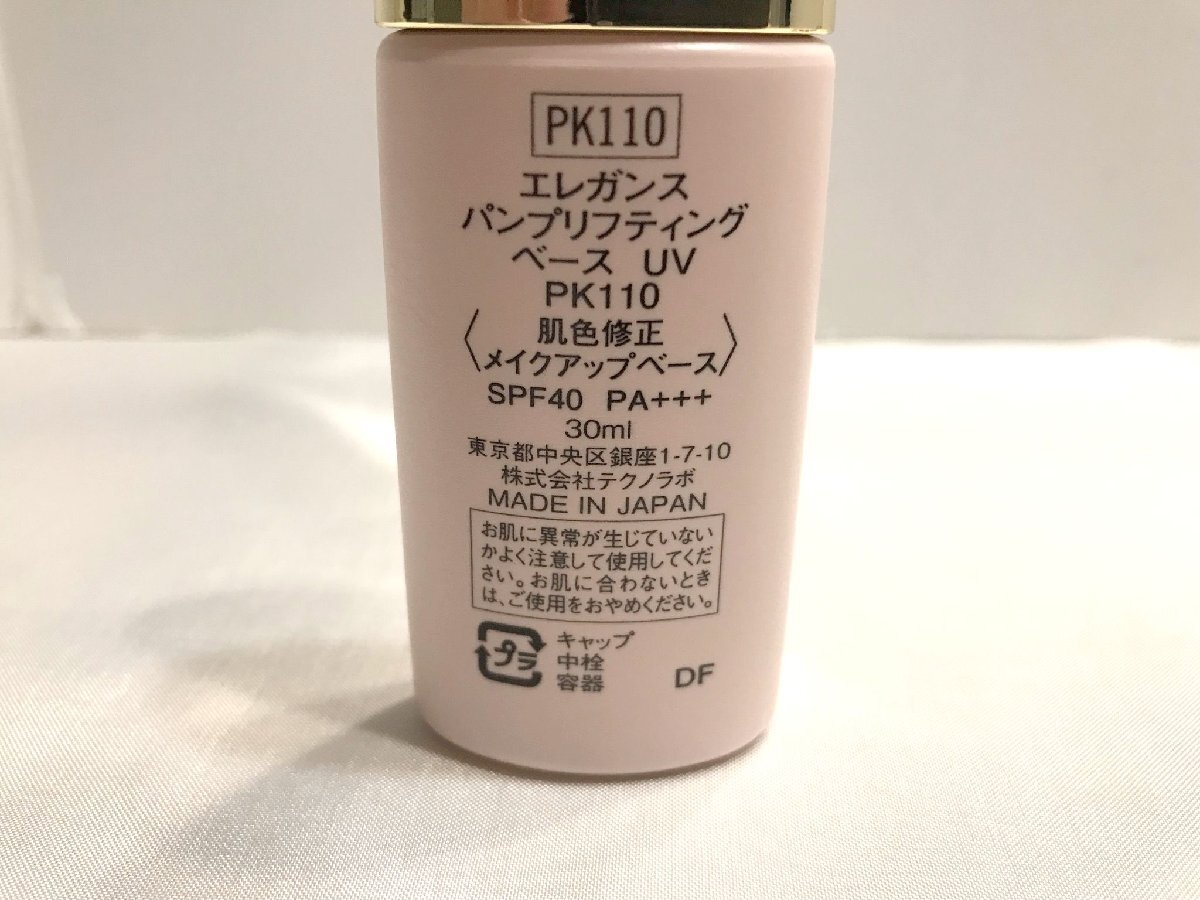 PK110
エレガンス
パンプリフティング
ベース UV
PK110
〈肌色修正
メイクアップベース〉
SPF40 PA+++
30ml
東京都中央区銀座1-7-10
株式会社テクノラボ
MADE IN JAPAN
お肌に異常が生じていない
かよく注意して使用してくだ
さい。お肌に合わないとき
は、ご使用をおやめください。
プラ
キャップ
中栓
容器
DF